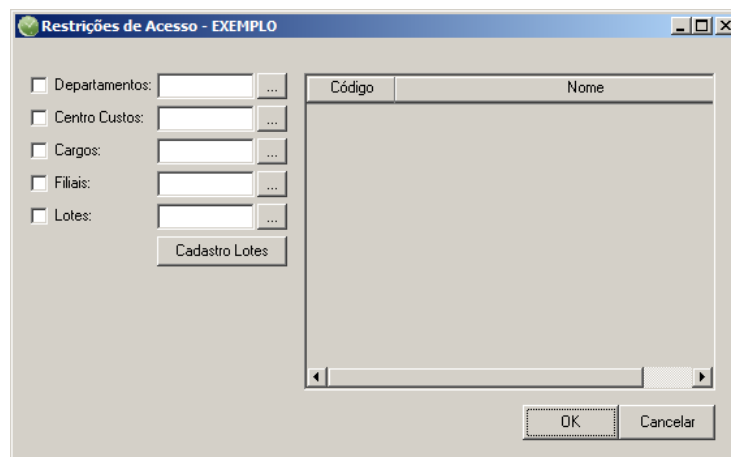 Restrições de Acesso - EXEMPLO
Departamentos: ...
Centro Custos: ...
Cargos: ...
Filiais: ...
Lotes: ...
Cadastro Lotes
Código Nome
OK Cancelar